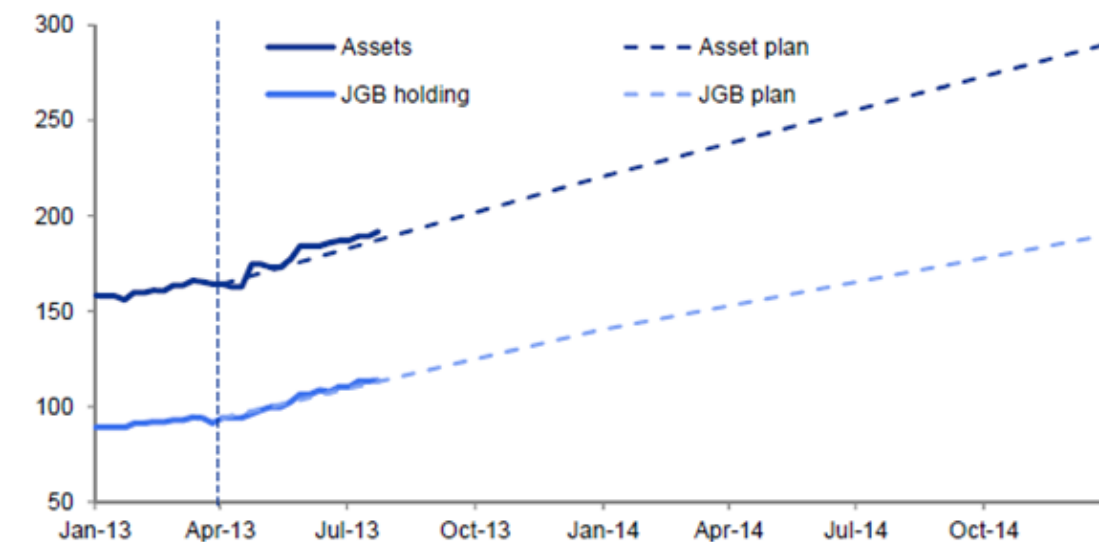 300
Assets
Asset plan
JGB holding
JGB plan
250
200
150
100
50
Jan-13 Apr-13 Jul-13 Oct-13 Jan-14 Apr-14 Jul-14 Oct-14